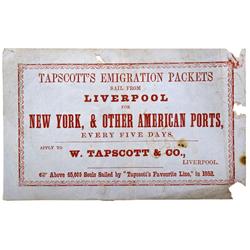 TAPSCOTT'S EMIGRATION PACKETS
SAIL FROM
LIVERPOOL
FOR
NEW YORK, & OTHER AMERICAN PORTS,
EVERY FIVE DAYS.
APPLY TO
W. TAPSCOTT & CO.,
LIVERPOOL.
☞ Above 65,605 Souls Sailed by "Tapscott's Favourite Line," in 1852.